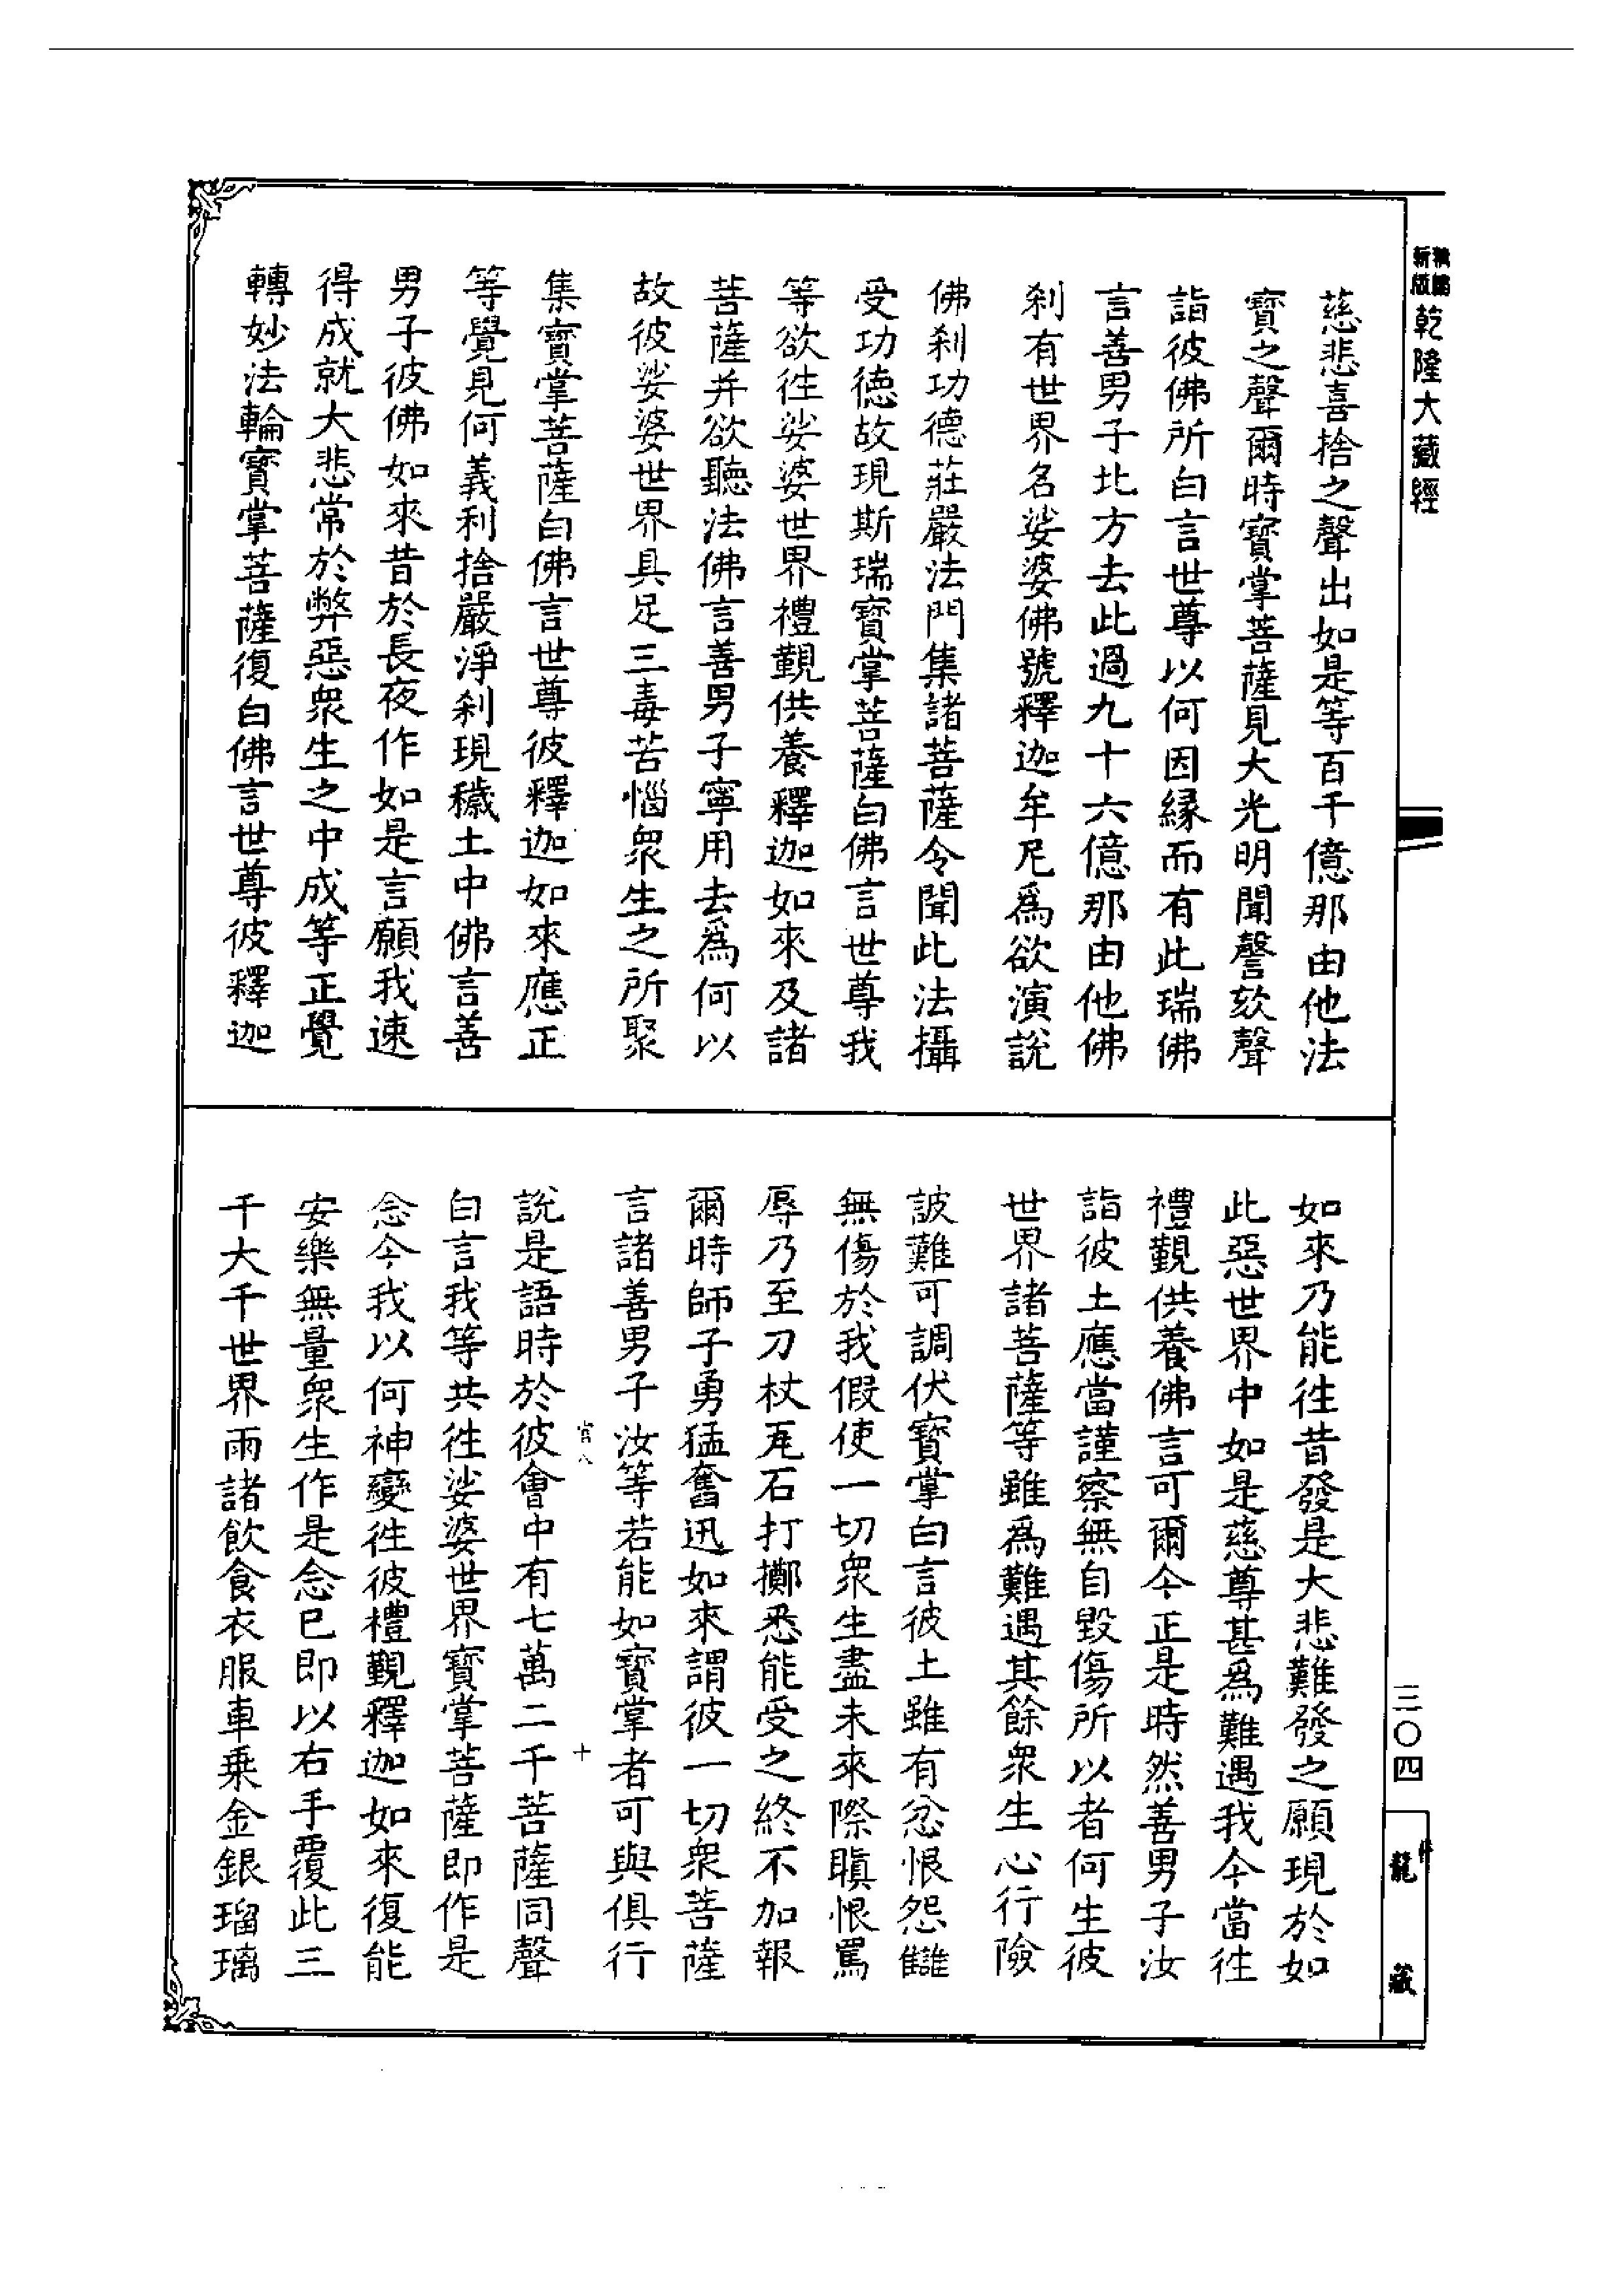 新版
乾隆大藏經
慈悲喜捨之聲出如是等百千億那由他法
寶之聲爾時寶掌菩薩見大光明聞謦欬聲
詣彼佛所白言世尊以何因緣而有此瑞佛
言善男子北方去此過九十六億那由他佛
刹有世界名娑婆佛號釋迦牟尼爲欲演說
佛刹功德莊嚴法門集諸菩薩令聞此法攝
受功德故現斯瑞寶掌菩薩白佛言世尊我
等欲往娑婆世界禮覲供養釋迦如來及諸
菩薩并欲聽法佛言善男子寧用去爲何以
故彼娑婆世界具足三毒苦惱衆生之所聚
集寶掌菩薩白佛言世尊彼釋迦如來應正
等覺見何義利捨嚴淨刹現穢土中佛言善
男子彼佛如來昔於長夜作如是言願我速
得成就大悲常於弊惡衆生之中成等正覺
轉妙法輪寶掌菩薩復白佛言世尊彼釋迦
如來乃能往昔發是大悲難發之願現於如
此惡世界中如是慈尊甚爲難遇我今當往
禮覲供養佛言可爾今正是時然善男子汝
詣彼土應當謹察無自毀傷所以者何生彼
世界諸菩薩等雖爲難遇其餘衆生心行險
詖難可調伏寶掌白言彼土雖有忿恨怨讎
無傷於我假使一切衆生盡未來際瞋恨罵
辱乃至刀杖瓦石打擲悉能受之終不加報
爾時師子勇猛奮迅如來謂彼一切衆菩薩
言諸善男子汝等若能如寶掌者可與俱行
官八 十
說是語時於彼會中有七萬二千菩薩同聲
白言我等共往娑婆世界寶掌菩薩即作是
念今我以何神變往彼禮覲釋迦如來復能
安樂無量衆生作是念已即以右手覆此三
千大千世界雨諸飲食衣服車乘金銀瑠璃
三〇四
龍藏